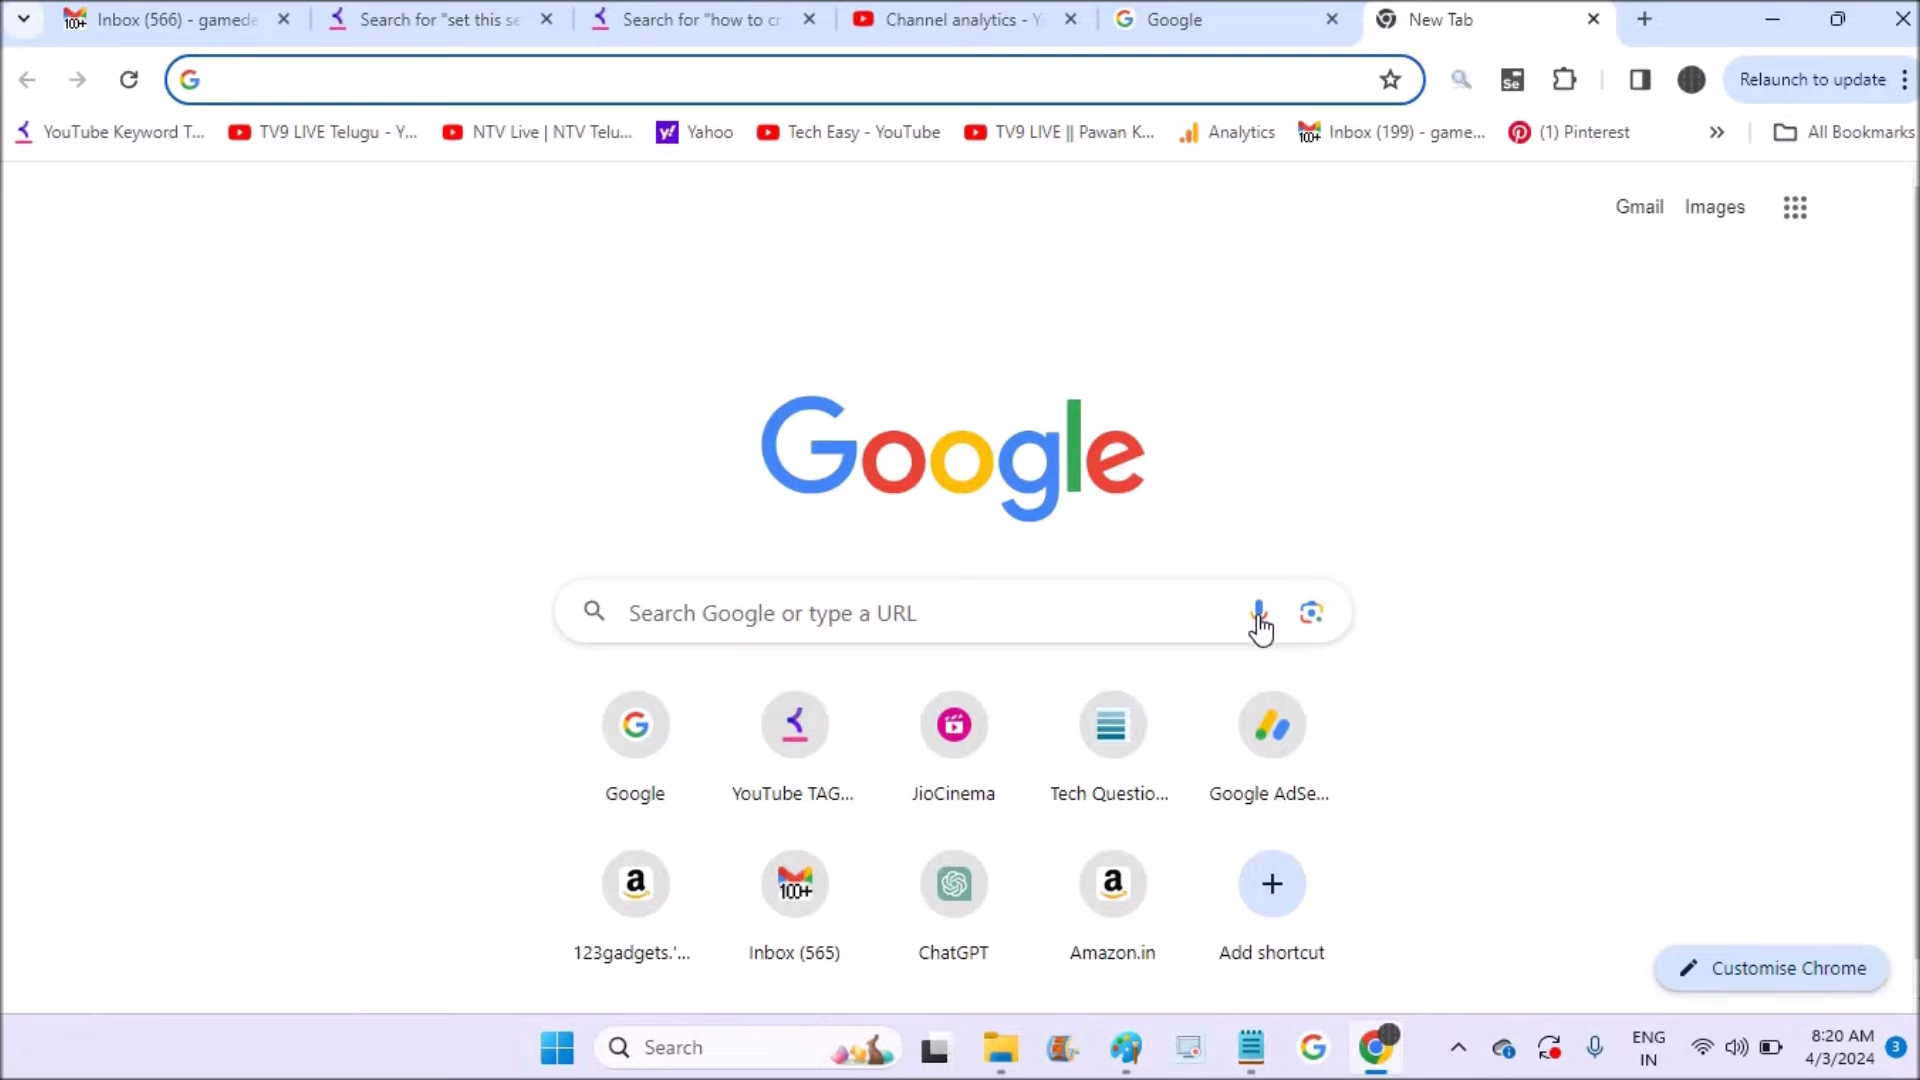 Inbox (566) - gamede
Search for "set this se
Search for "how to cr
Channel analytics - Y
Google
New Tab
Relaunch to update
YouTube Keyword T...
TV9 LIVE Telugu - Y...
NTV Live | NTV Telu...
Yahoo
Tech Easy - YouTube
TV9 LIVE || Pawan K...
Analytics
Inbox (199) - game...
(1) Pinterest
All Bookmarks
Gmail
Images
Google
Search Google or type a URL
Google
YouTube TAG...
JioCinema
Tech Questio...
Google AdSe...
123gadgets.'...
Inbox (565)
ChatGPT
Amazon.in
Add shortcut
Customise Chrome
Search
ENG
IN
8:20 AM
4/3/2024
3